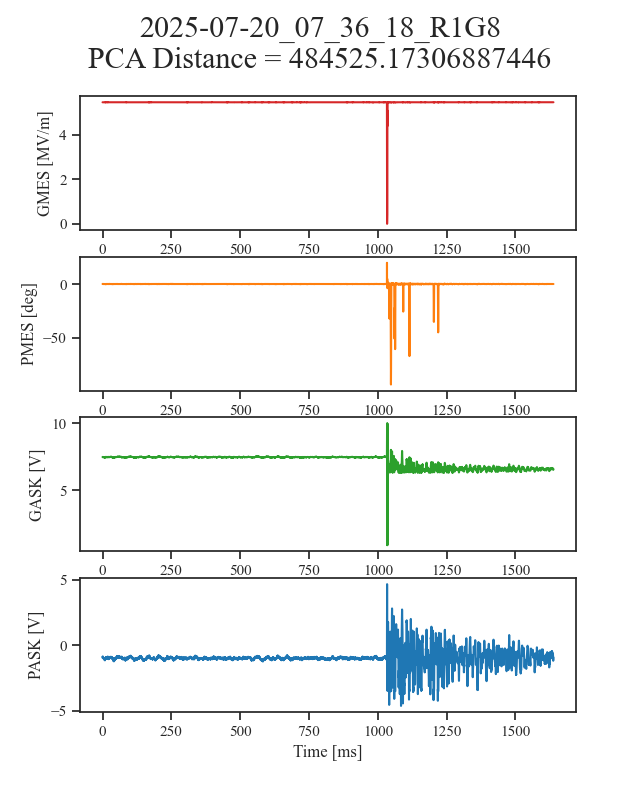 2025-07-20_07_36_18_R1G8
PCA Distance = 484525.17306887446
GMES [MV/m]
4
2
0
0 250 500 750 1000 1250 1500
PMES [deg]
0
−50
0 250 500 750 1000 1250 1500
GASK [V]
10
5
0 250 500 750 1000 1250 1500
PASK [V]
5
0
−5
0 250 500 750 1000 1250 1500
Time [ms]